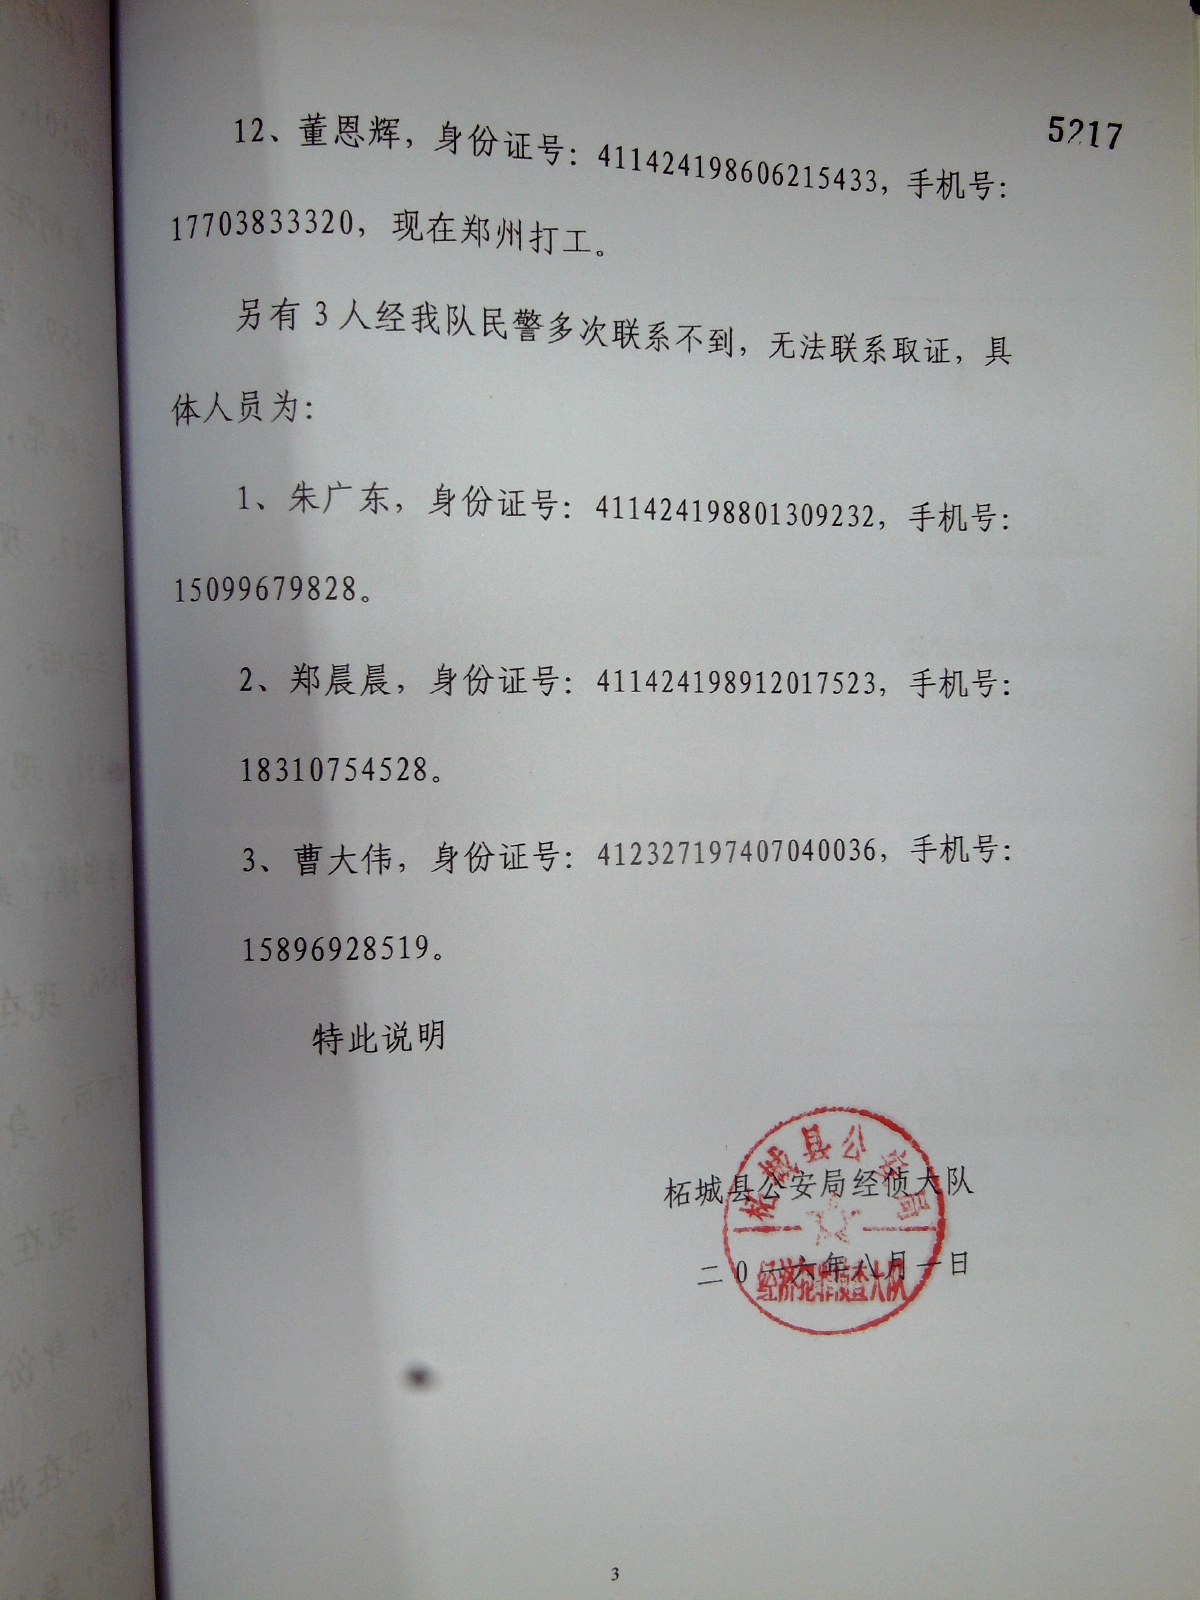 5217
12、董恩辉，身份证号：411424198606215433，手机号：
17703833320，现在郑州打工。
另有3人经我队民警多次联系不到，无法联系取证，具
体人员为：
1、朱广东，身份证号：411424198801309232，手机号：
15099679828。
2、郑晨晨，身份证号：411424198912017523，手机号：
18310754528。
3、曹大伟，身份证号：412327197407040036，手机号：
15896928519。
特此说明
柘城县公安局
柘城县公安局经侦大队
二0一六年八月一日
经济犯罪侦查大队
3